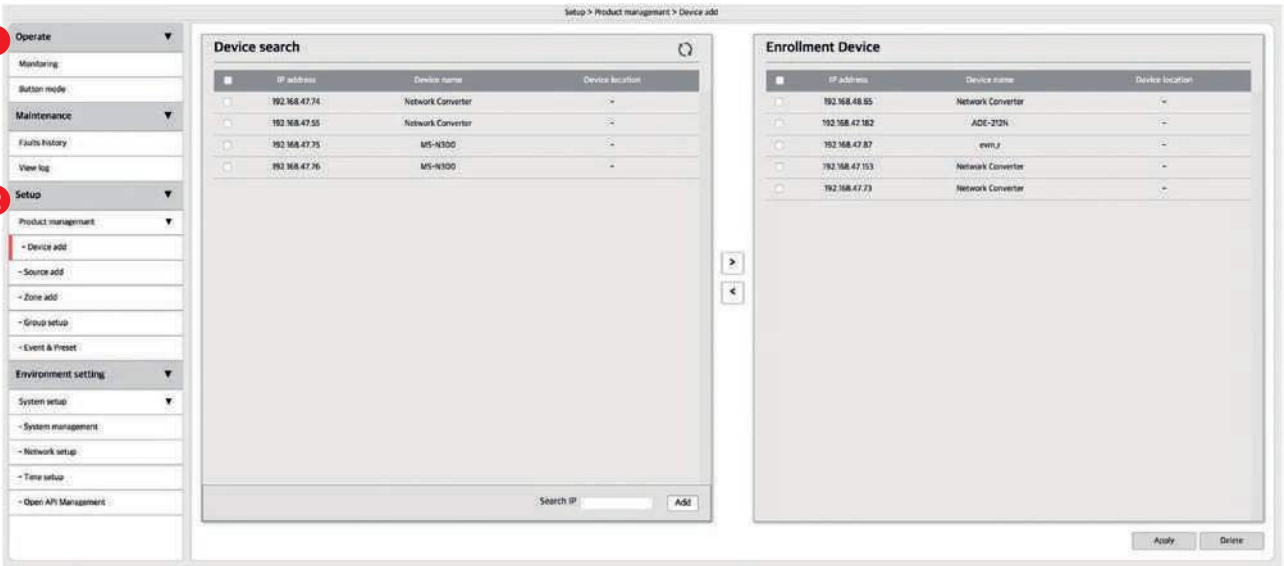 Setup > Product management > Device add
Operate ▼
Monitoring
Button mode
Maintenance ▼
Faults history
View log
Setup ▼
Product management ▼
- Device add
- Source add
- Zone add
- Group setup
- Event & Preset
Environment setting ▼
System setup ▼
- System management
- Network setup
- Time setup
- Open API Management
Device search
IP address Device name Device location
192.168.47.74 Network Converter -
192.168.47.55 Network Converter -
192.168.47.75 MS-N300 -
192.168.47.76 MS-N300 -
Search IP Add
>
<
Enrollment Device
IP address Device name Device location
192.168.48.65 Network Converter -
192.168.47.182 ADE-212N -
192.168.47.87 evm_r -
192.168.47.153 Network Converter -
192.168.47.73 Network Converter -
Apply Delete